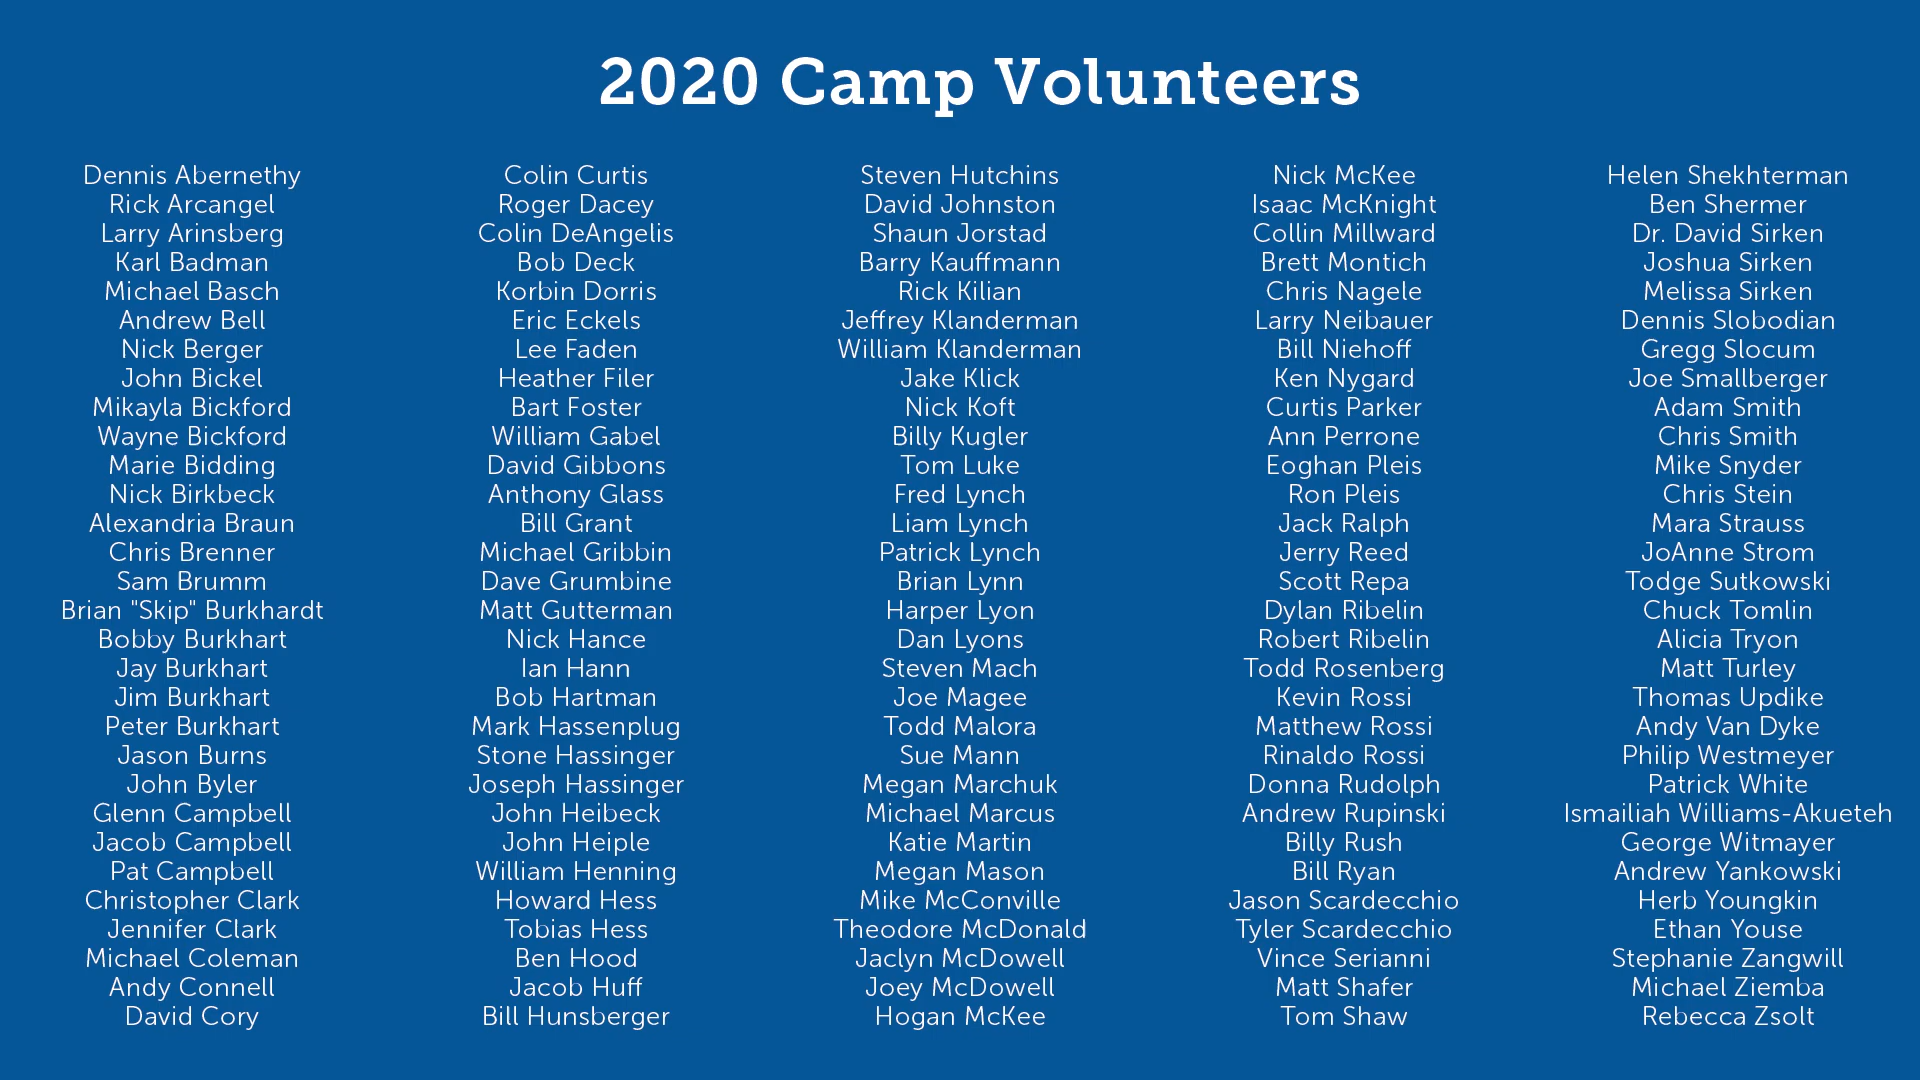 2020 Camp Volunteers
Dennis Abernethy
Rick Arcangel
Larry Arinsberg
Karl Badman
Michael Basch
Andrew Bell
Nick Berger
John Bickel
Mikayla Bickford
Wayne Bickford
Marie Bidding
Nick Birkbeck
Alexandria Braun
Chris Brenner
Sam Brumm
Brian "Skip" Burkhardt
Bobby Burkhart
Jay Burkhart
Jim Burkhart
Peter Burkhart
Jason Burns
John Byler
Glenn Campbell
Jacob Campbell
Pat Campbell
Christopher Clark
Jennifer Clark
Michael Coleman
Andy Connell
David Cory
Colin Curtis
Roger Dacey
Colin DeAngelis
Bob Deck
Korbin Dorris
Eric Eckels
Lee Faden
Heather Filer
Bart Foster
William Gabel
David Gibbons
Anthony Glass
Bill Grant
Michael Gribbin
Dave Grumbine
Matt Gutterman
Nick Hance
Ian Hann
Bob Hartman
Mark Hassenplug
Stone Hassinger
Joseph Hassinger
John Heibeck
John Heiple
William Henning
Howard Hess
Tobias Hess
Ben Hood
Jacob Huff
Bill Hunsberger
Steven Hutchins
David Johnston
Shaun Jorstad
Barry Kauffmann
Rick Kilian
Jeffrey Klanderman
William Klanderman
Jake Klick
Nick Koft
Billy Kugler
Tom Luke
Fred Lynch
Liam Lynch
Patrick Lynch
Brian Lynn
Harper Lyon
Dan Lyons
Steven Mach
Joe Magee
Todd Malora
Sue Mann
Megan Marchuk
Michael Marcus
Katie Martin
Megan Mason
Mike McConville
Theodore McDonald
Jaclyn McDowell
Joey McDowell
Hogan McKee
Nick McKee
Isaac McKnight
Collin Millward
Brett Montich
Chris Nagele
Larry Neibauer
Bill Niehoff
Ken Nygard
Curtis Parker
Ann Perrone
Eoghan Pleis
Ron Pleis
Jack Ralph
Jerry Reed
Scott Repa
Dylan Ribelin
Robert Ribelin
Todd Rosenberg
Kevin Rossi
Matthew Rossi
Rinaldo Rossi
Donna Rudolph
Andrew Rupinski
Billy Rush
Bill Ryan
Jason Scardecchio
Tyler Scardecchio
Vince Serianni
Matt Shafer
Tom Shaw
Helen Shekhterman
Ben Shermer
Dr. David Sirken
Joshua Sirken
Melissa Sirken
Dennis Slobodian
Gregg Slocum
Joe Smallberger
Adam Smith
Chris Smith
Mike Snyder
Chris Stein
Mara Strauss
JoAnne Strom
Todge Sutkowski
Chuck Tomlin
Alicia Tryon
Matt Turley
Thomas Updike
Andy Van Dyke
Philip Westmeyer
Patrick White
Ismailiah Williams-Akueteh
George Witmayer
Andrew Yankowski
Herb Youngkin
Ethan Youse
Stephanie Zangwill
Michael Ziemba
Rebecca Zsolt